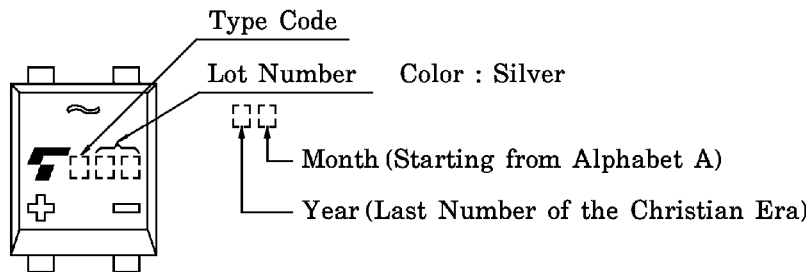 Type Code
Lot Number Color : Silver
Month (Starting from Alphabet A)
Year (Last Number of the Christian Era)
~
+ −